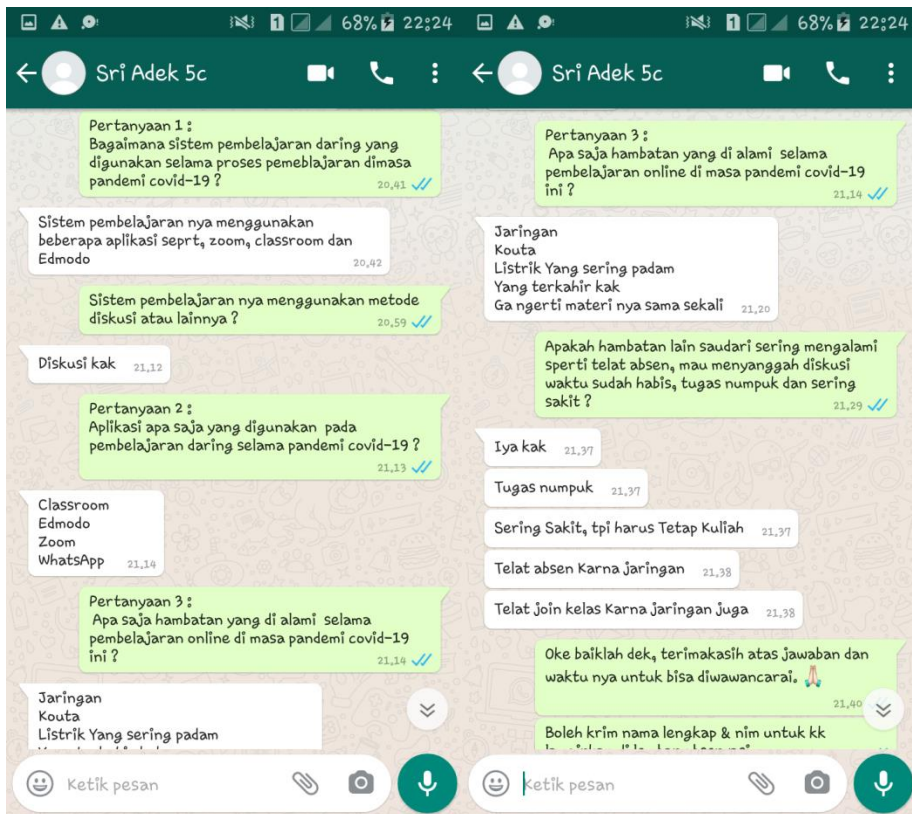 68% 22:24
Sri Adek 5c
Pertanyaan 1 :
Bagaimana sistem pembelajaran daring yang
digunakan selama proses pemeblajaran dimasa
pandemi covid-19 ?
20,41
Sistem pembelajaran nya menggunakan
beberapa aplikasi seprt, zoom, classroom dan
Edmodo
20,42
Sistem pembelajaran nya menggunakan metode
diskusi atau lainnya ?
20,59
Diskusi kak 21,12
Pertanyaan 2 :
Aplikasi apa saja yang digunakan pada
pembelajaran daring selama pandemi covid-19 ?
21,13
Classroom
Edmodo
Zoom
WhatsApp 21,14
Pertanyaan 3 :
Apa saja hambatan yang di alami selama
pembelajaran online di masa pandemi covid-19
ini ?
21,14
Jaringan
Kouta
Listrik Yang sering padam
Ketik pesan
1 68% 22:24
Sri Adek 5c
Pertanyaan 3 :
Apa saja hambatan yang di alami selama
pembelajaran online di masa pandemi covid-19
ini ?
21,14
Jaringan
Kouta
Listrik Yang sering padam
Yang terkahir kak
Ga ngerti materi nya sama sekali 21,20
Apakah hambatan lain saudari sering mengalami
sperti telat absen, mau menyanggah diskusi
waktu sudah habis, tugas numpuk dan sering
sakit ?
21,29
Iya kak 21,37
Tugas numpuk 21,37
Sering Sakit, tpi harus Tetap Kuliah 21,37
Telat absen Karna jaringan 21,38
Telat join kelas Karna jaringan juga 21,38
Oke baiklah dek, terimakasih atas jawaban dan
waktu nya untuk bisa diwawancarai. 🙏
21,40
Boleh krim nama lengkap & nim untuk kk
Ketik pesan